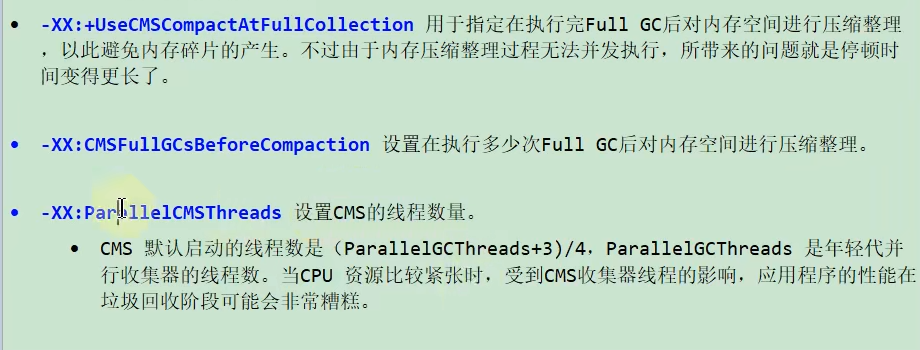 -XX:+UseCMSCompactAtFullCollection 用于指定在执行完Full GC后对内存空间进行压缩整理
，以此避免内存碎片的产生。不过由于内存压缩整理过程无法并发执行，所带来的问题就是停顿时
间变得更长了。
-XX:CMSFullGCsBeforeCompaction 设置在执行多少次Full GC后对内存空间进行压缩整理。
-XX:ParallelCMSThreads 设置CMS的线程数量。
CMS 默认启动的线程数是（ParallelGCThreads+3)/4，ParallelGCThreads 是年轻代并
行收集器的线程数。当CPU 资源比较紧张时，受到CMS收集器线程的影响，应用程序的性能在
垃圾回收阶段可能会非常糟糕。